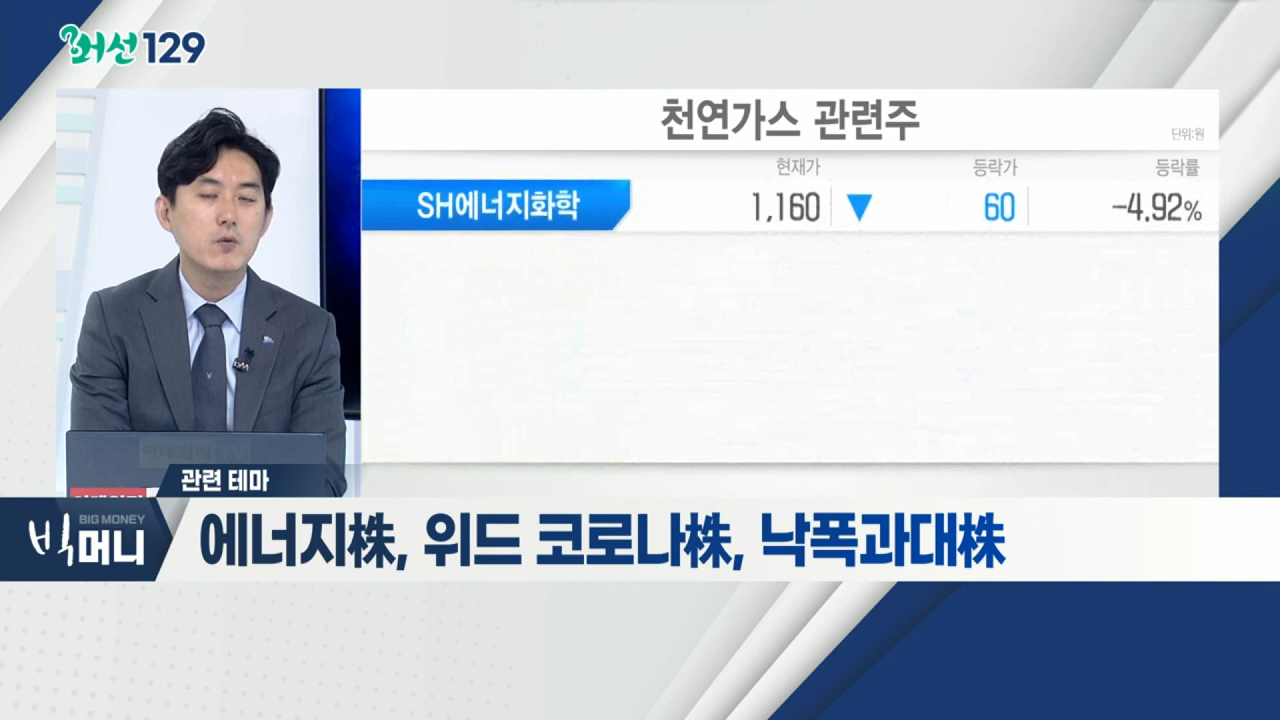 머선129
천연가스 관련주
단위:원
현재가 등락가 등락률
SH에너지화학 1,160 ▼ 60 -4.92%
관련 테마
BIG MONEY
빅머니
에너지株, 위드 코로나株, 낙폭과대株